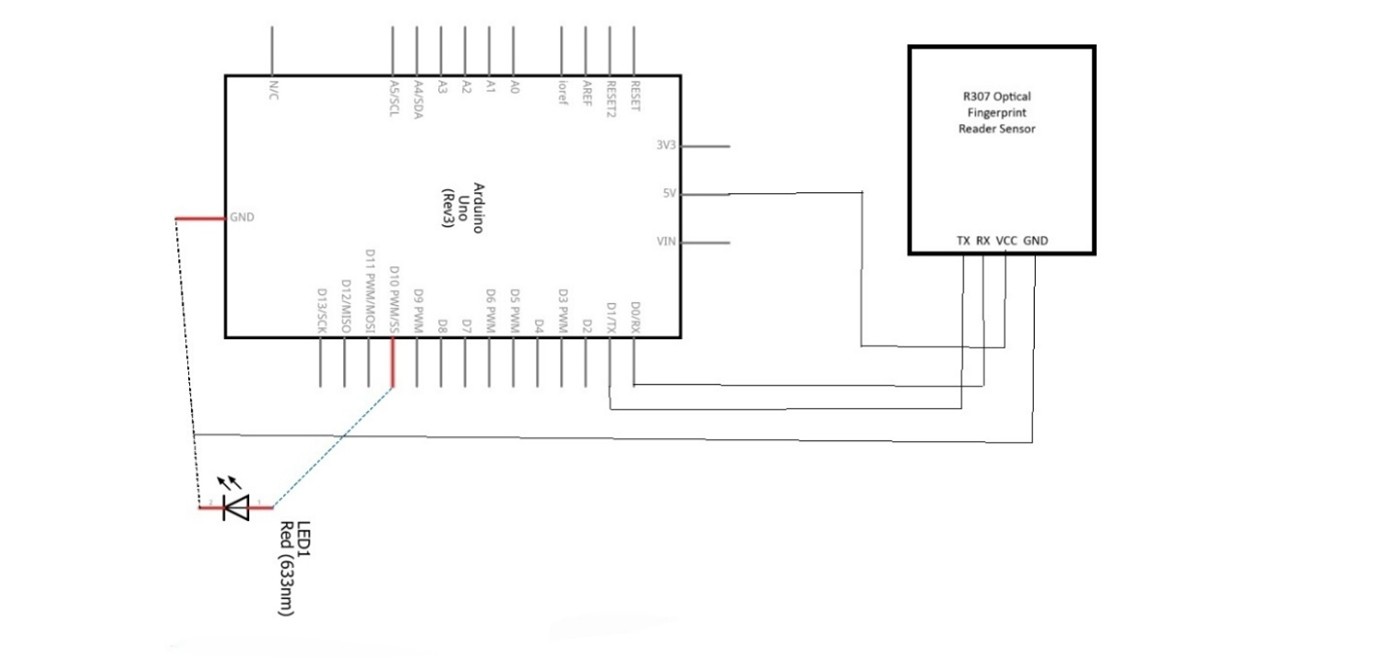 N/C
A5/SCL
A4/SDA
A3
A2
A1
A0
ioref
AREF
RESET2
RESET
3V3
5V
VIN
GND
Arduino
Uno
(Rev3)
D13/SCK
D12/MISO
D11 PWM/MOSI
D10 PWM/SS
D9 PWM
D8
D7
D6 PWM
D5 PWM
D4
D3 PWM
D2
D1/TX
D0/RX
R307 Optical
Fingerprint
Reader Sensor
TX RX VCC GND
LED1
Red (633nm)